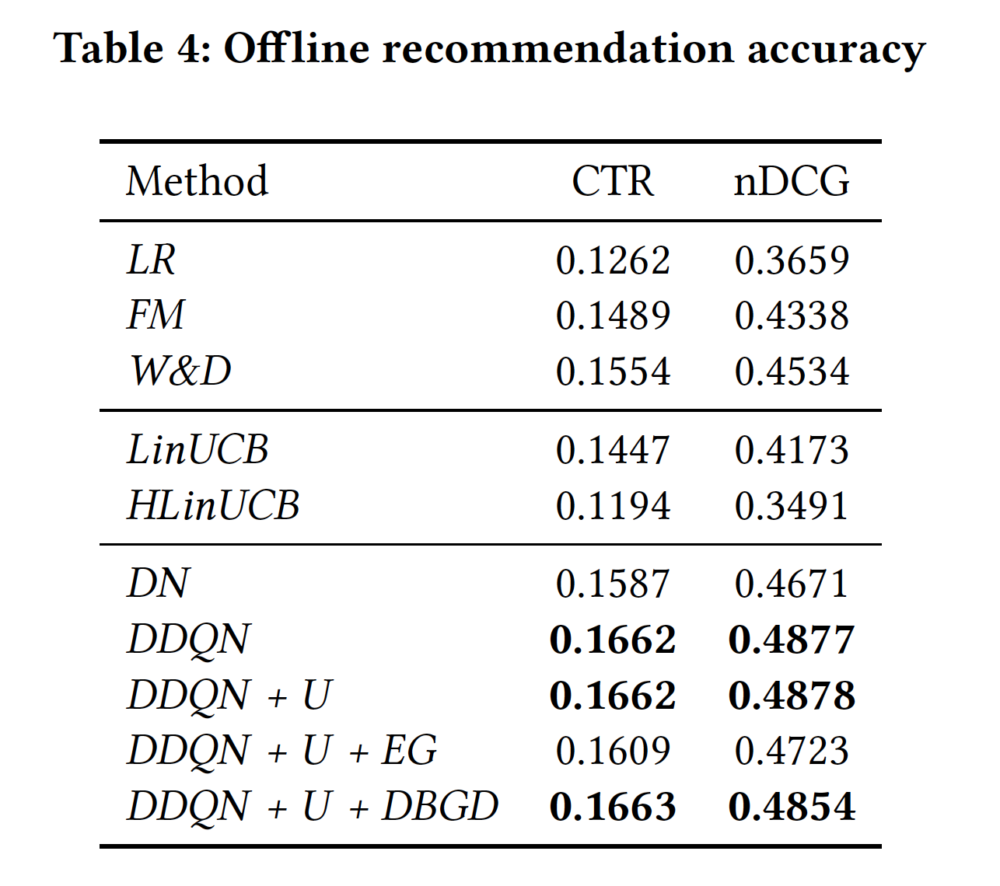 Table 4: Offline recommendation accuracy
Method CTR nDCG
LR 0.1262 0.3659
FM 0.1489 0.4338
W&D 0.1554 0.4534
LinUCB 0.1447 0.4173
HLinUCB 0.1194 0.3491
DN 0.1587 0.4671
DDQN 0.1662 0.4877
DDQN + U 0.1662 0.4878
DDQN + U + EG 0.1609 0.4723
DDQN + U + DBGD 0.1663 0.4854